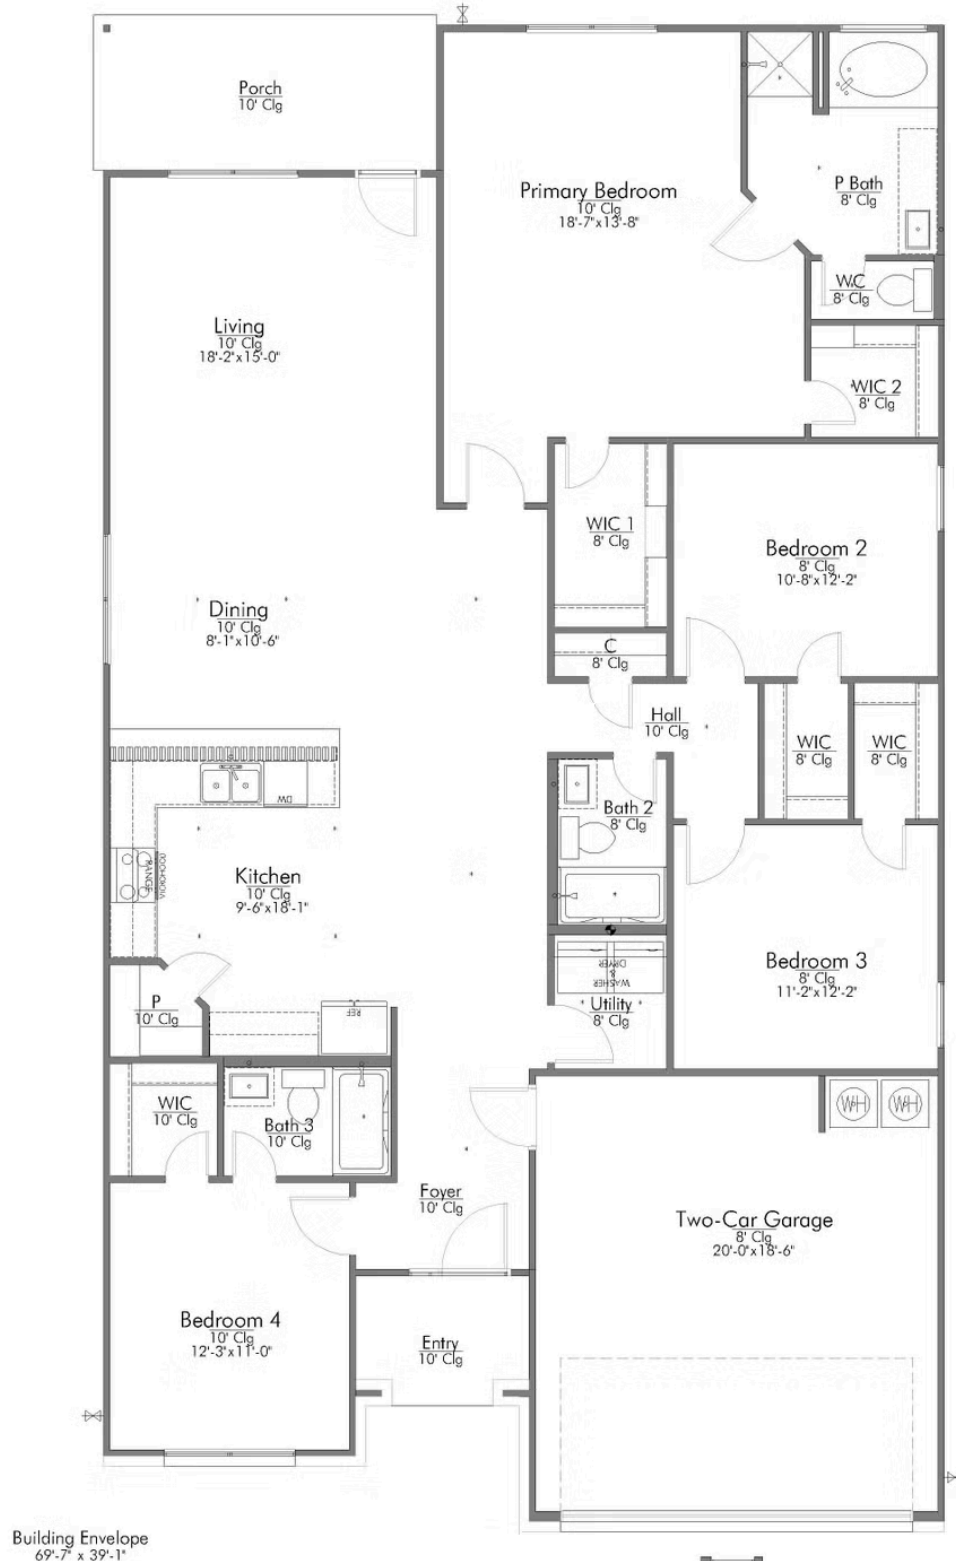 Porch
10' Clg
Primary Bedroom
10' Clg
18'-7"x13'-8"
P Bath
8' Clg
WC
8' Clg
Living
10' Clg
18'-2"x15'-0"
WIC 2
8' Clg
WIC 1
8' Clg
Bedroom 2
8' Clg
10'-8"x12'-2"
Dining
10' Clg
8'-1"x10'-6"
C
8' Clg
Hall
10' Clg
WIC
8' Clg
WIC
8' Clg
DW
Bath 2
8' Clg
RANGE
Kitchen
10' Clg
9'-6"x18'-1"
Bedroom 3
8' Clg
11'-2"x12'-2"
WASHER
&
DRYER
Utility
8' Clg
P
10' Clg
REF
WIC
10' Clg
Bath 3
10' Clg
WH
WH
Foyer
10' Clg
Two-Car Garage
8' Clg
20'-0"x18'-6"
Bedroom 4
10' Clg
12'-3"x11'-0"
Entry
10' Clg
Building Envelope
69'-7" x 39'-1"